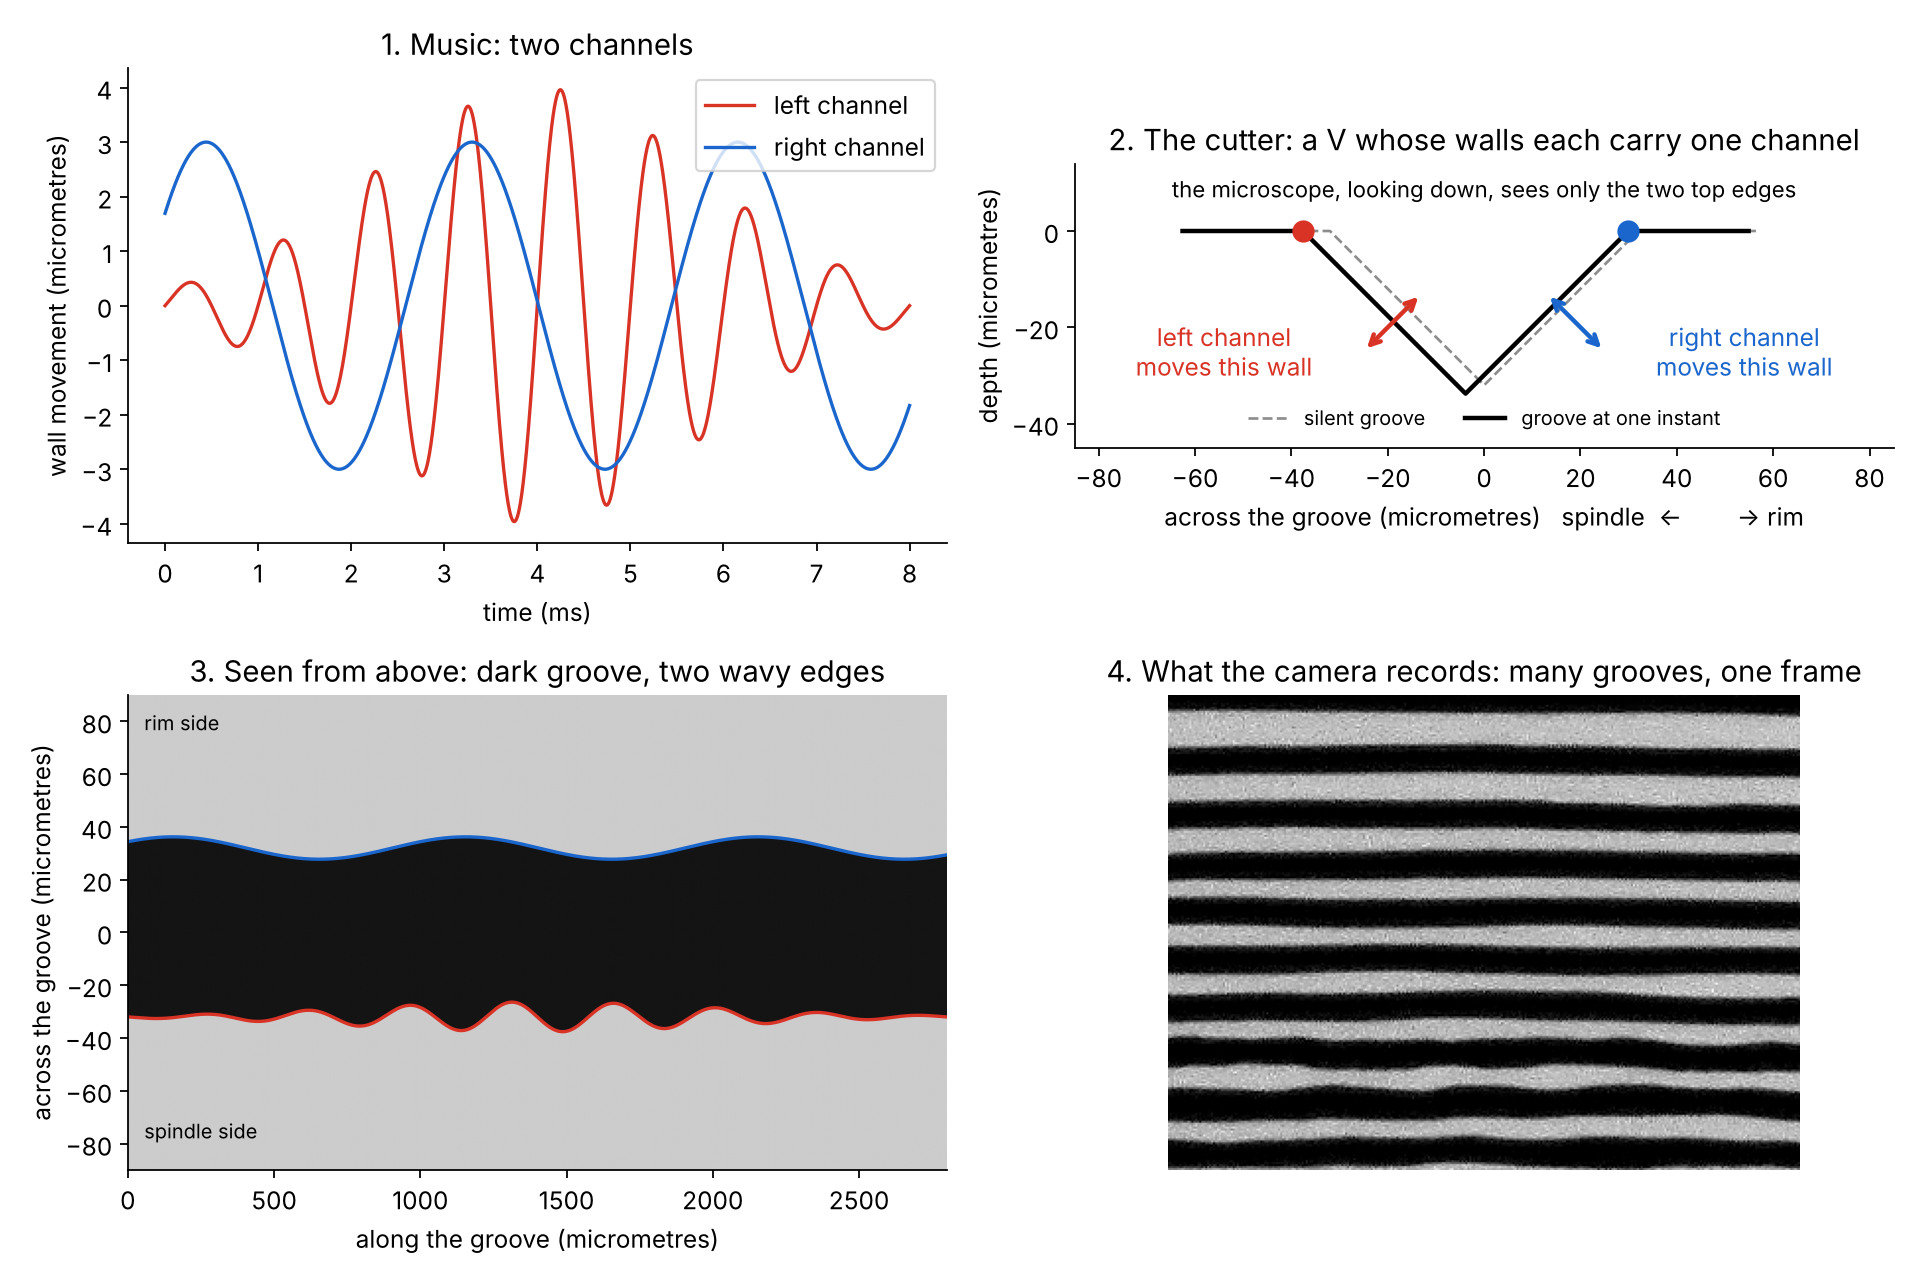 1. Music: two channels
4
3
2
1
0
−1
−2
−3
−4
wall movement (micrometres)
left channel
right channel
0 1 2 3 4 5 6 7 8
time (ms)
2. The cutter: a V whose walls each carry one channel
the microscope, looking down, sees only the two top edges
0
−20
−40
depth (micrometres)
left channel
moves this wall
right channel
moves this wall
silent groove
groove at one instant
−80 −60 −40 −20 0 20 40 60 80
across the groove (micrometres) spindle ← → rim
3. Seen from above: dark groove, two wavy edges
80
60
40
20
0
−20
−40
−60
−80
across the groove (micrometres)
rim side
spindle side
0 500 1000 1500 2000 2500
along the groove (micrometres)
4. What the camera records: many grooves, one frame